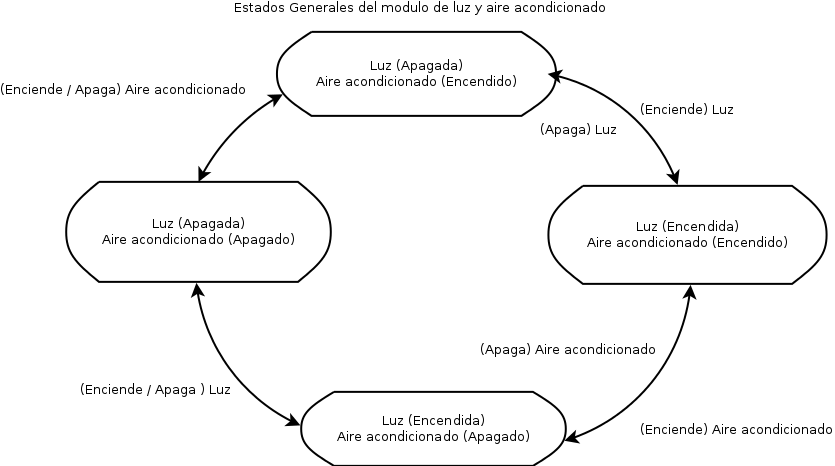 Estados Generales del modulo de luz y aire acondicionado
Luz (Apagada)
Aire acondicionado (Encendido)
(Enciende / Apaga) Aire acondicionado
(Enciende) Luz
(Apaga) Luz
Luz (Apagada)
Aire acondicionado (Apagado)
Luz (Encendida)
Aire acondicionado (Encendido)
(Apaga) Aire acondicionado
(Enciende / Apaga ) Luz
Luz (Encendida)
Aire acondicionado (Apagado)
(Enciende) Aire acondicionado